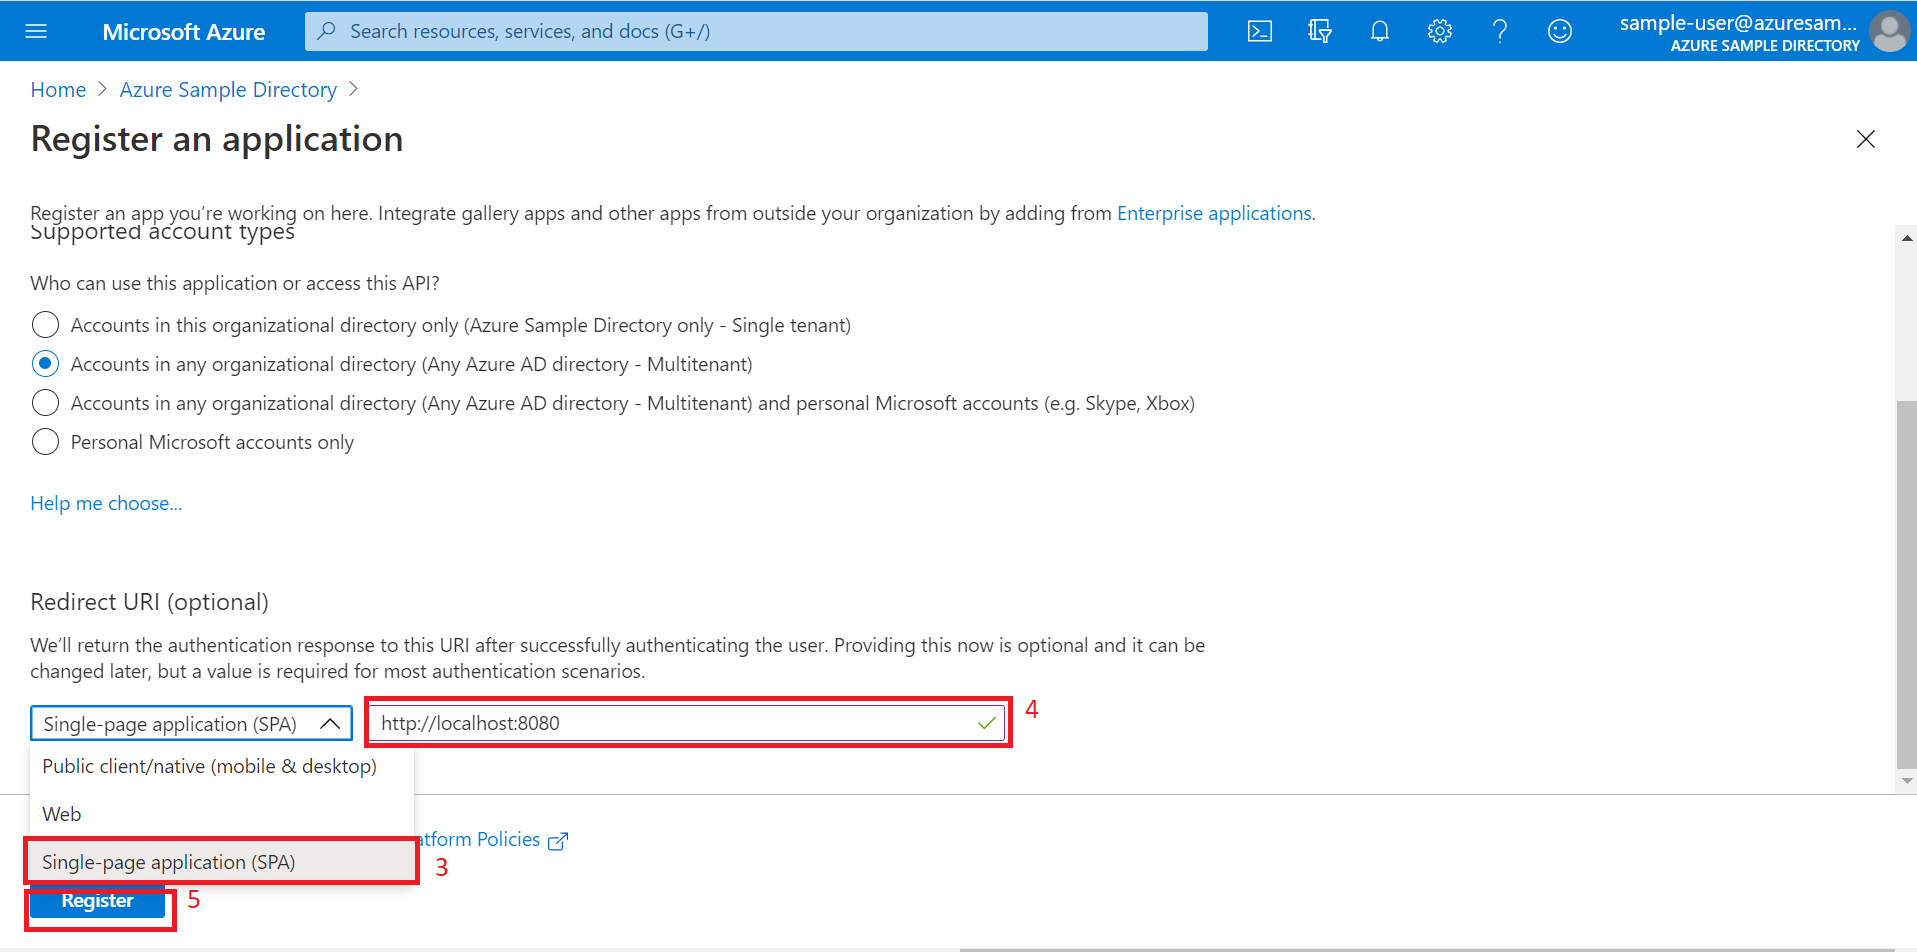 Microsoft Azure
Search resources, services, and docs (G+/)
sample-user@azuresam...
AZURE SAMPLE DIRECTORY
Home > Azure Sample Directory >
Register an application
Register an app you’re working on here. Integrate gallery apps and other apps from outside your organization by adding from Enterprise applications.
Supported account types
Who can use this application or access this API?
Accounts in this organizational directory only (Azure Sample Directory only - Single tenant)
Accounts in any organizational directory (Any Azure AD directory - Multitenant)
Accounts in any organizational directory (Any Azure AD directory - Multitenant) and personal Microsoft accounts (e.g. Skype, Xbox)
Personal Microsoft accounts only
Help me choose...
Redirect URI (optional)
We’ll return the authentication response to this URI after successfully authenticating the user. Providing this now is optional and it can be
changed later, but a value is required for most authentication scenarios.
Single-page application (SPA)
http://localhost:8080
4
Public client/native (mobile & desktop)
Web
atform Policies
Single-page application (SPA)
3
Register
5